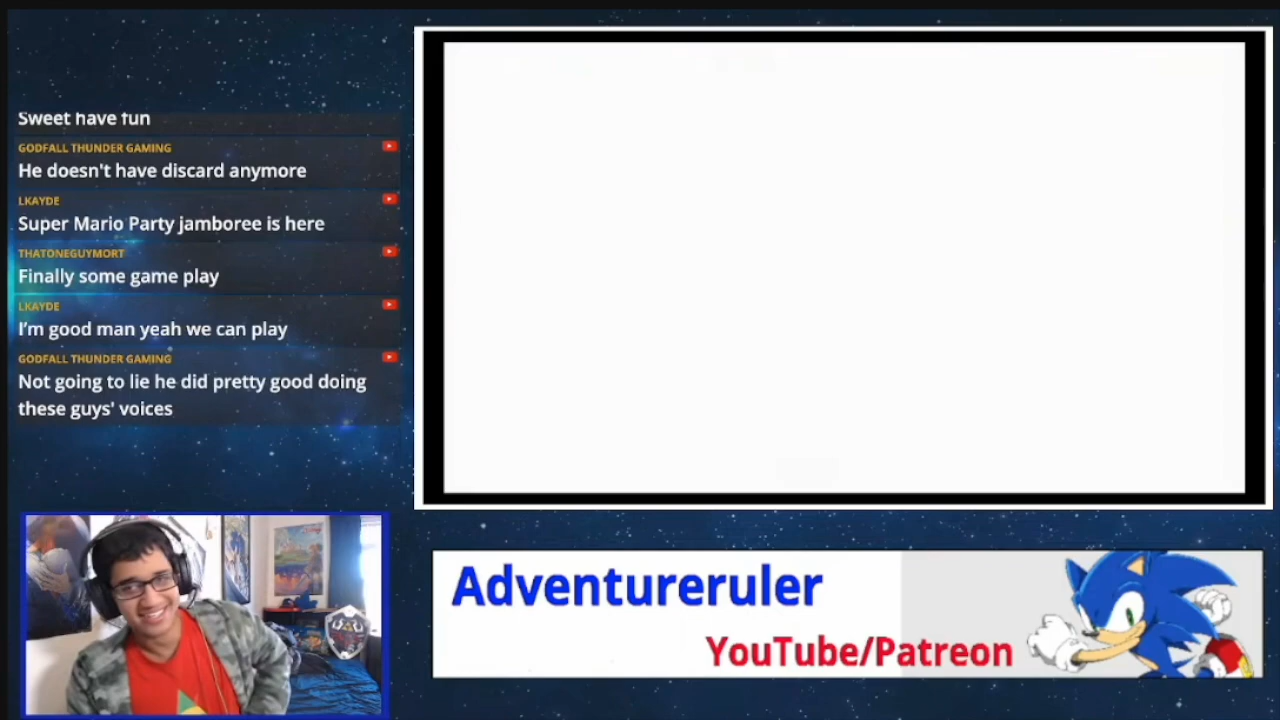 Sweet have fun
GODFALL THUNDER GAMING
He doesn't have discard anymore
LKAYDE
Super Mario Party jamboree is here
THATONEGUYMORT
Finally some game play
LKAYDE
I'm good man yeah we can play
GODFALL THUNDER GAMING
Not going to lie he did pretty good doing
these guys' voices
Adventureruler
YouTube/Patreon